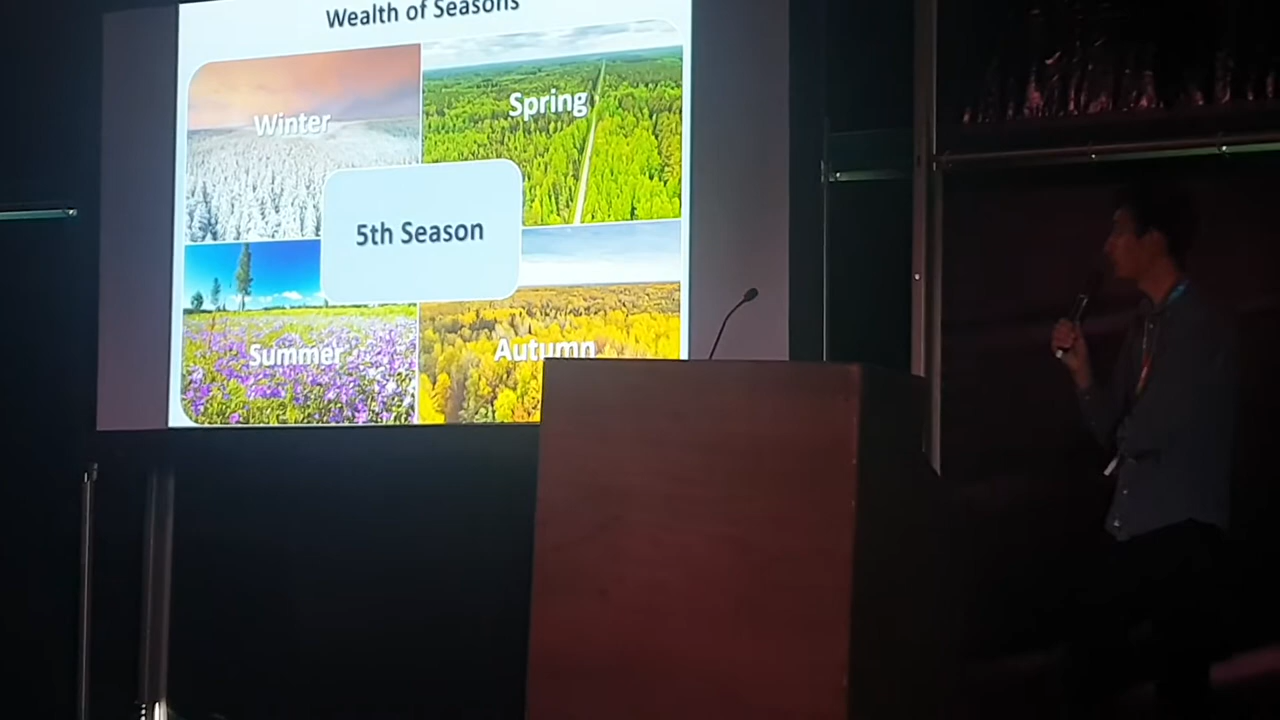 Wealth of Seasons
Winter
Spring
5th Season
Summer
Autumn